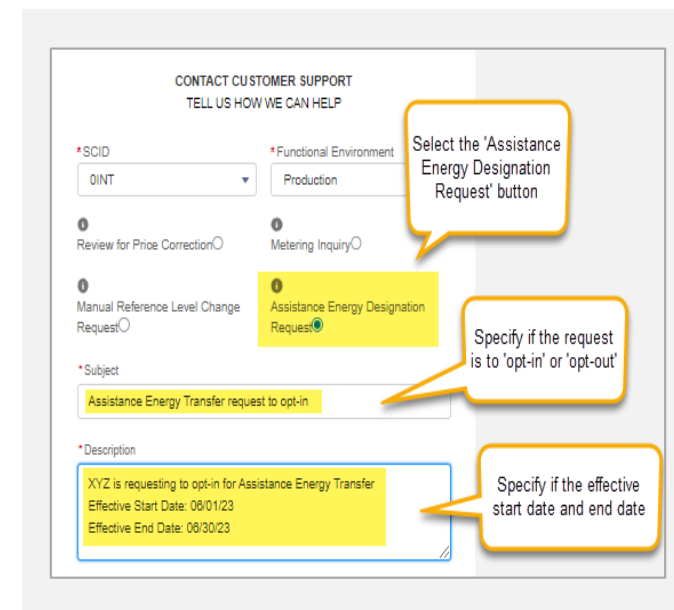 CONTACT CUSTOMER SUPPORT
TELL US HOW WE CAN HELP
Select the 'Assistance
Energy Designation
Request' button
*SCID
*Functional Environment
0INT
Production
Review for Price Correction
Metering Inquiry
Manual Reference Level Change
Request
Assistance Energy Designation
Request
Specify if the request
is to 'opt-in' or 'opt-out'
*Subject
Assistance Energy Transfer request to opt-in
*Description
XYZ is requesting to opt-in for Assistance Energy Transfer
Effective Start Date: 06/01/23
Effective End Date: 06/30/23
Specify if the effective
start date and end date